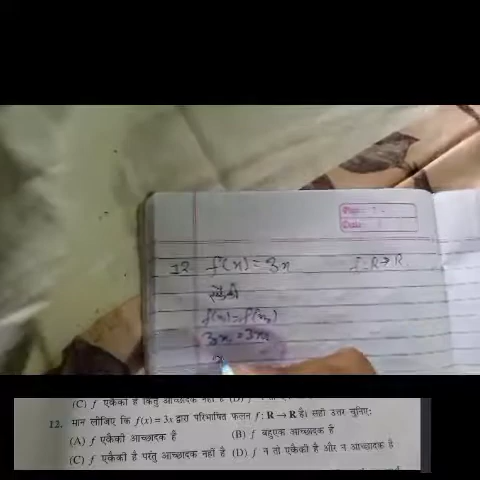 Page
Date
12 f(x) = 3x f: R → R
एकैकी
f(x₁) = f(x₂)
3x₁ = 3x₂
x
(C) f एकैकी है किंतु आच्छादक नहीं है (D) f
12. मान लीजिए कि f(x) = 3x द्वारा परिभाषित फलन f : R → R है। सही उत्तर चुनिए:
(A) f एकैकी आच्छादक है (B) f बहुएक आच्छादक है
(C) f एकैकी है परंतु आच्छादक नहीं है (D) f न तो एकैकी है और न आच्छादक है